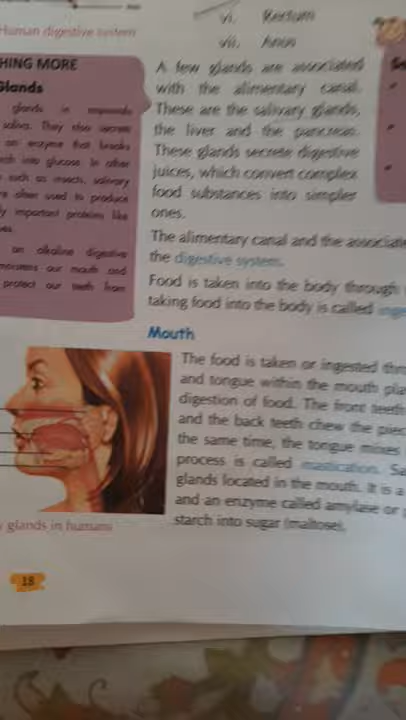 vi. Rectum
Human digestive system
vii. Anus
HING MORE
Glands
glands in
saliva. They also secrete
an enzyme that breaks
into glucose. In other
such as insects, salivary
often used to produce
important proteins like
an alkaline digestive
moistens our mouth and
protect our teeth from
A few glands are associated
with the alimentary canal.
These are the salivary glands,
the liver and the pancreas.
These glands secrete digestive
juices, which convert complex
food substances into simpler
ones.
The alimentary canal and the associate
the digestive system.
Food is taken into the body through
taking food into the body is called
Mouth
The food is taken or ingested
and tongue within the mouth
digestion of food. The front teeth
and the back teeth chew the
the same time, the tongue mixes
process is called mastication.
glands located in the mouth. It is a
and an enzyme called amylase or
starch into sugar (maltose).
glands in humans
18